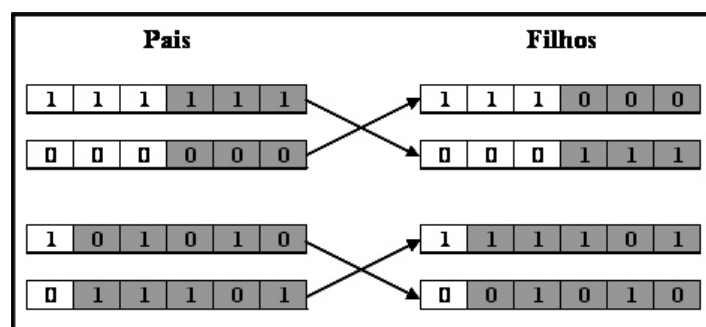 Pais Filhos
1 1 1 1 1 1 1 1 1 0 0 0
0 0 0 0 0 0 0 0 0 1 1 1
1 0 1 0 1 0 1 1 1 1 0 1
0 1 1 1 0 1 0 0 1 0 1 0